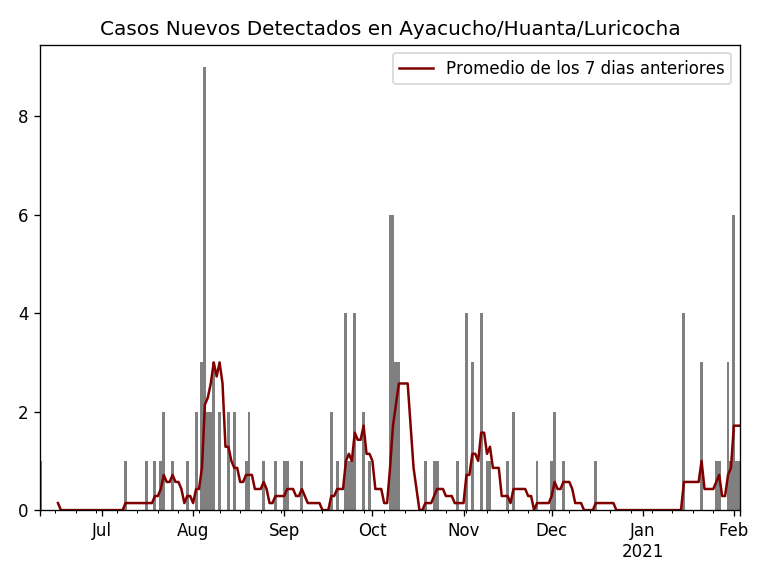 Casos Nuevos Detectados en Ayacucho/Huanta/Luricocha
Promedio de los 7 dias anteriores
8
6
4
2
0
Jul Aug Sep Oct Nov Dec Jan Feb
2021